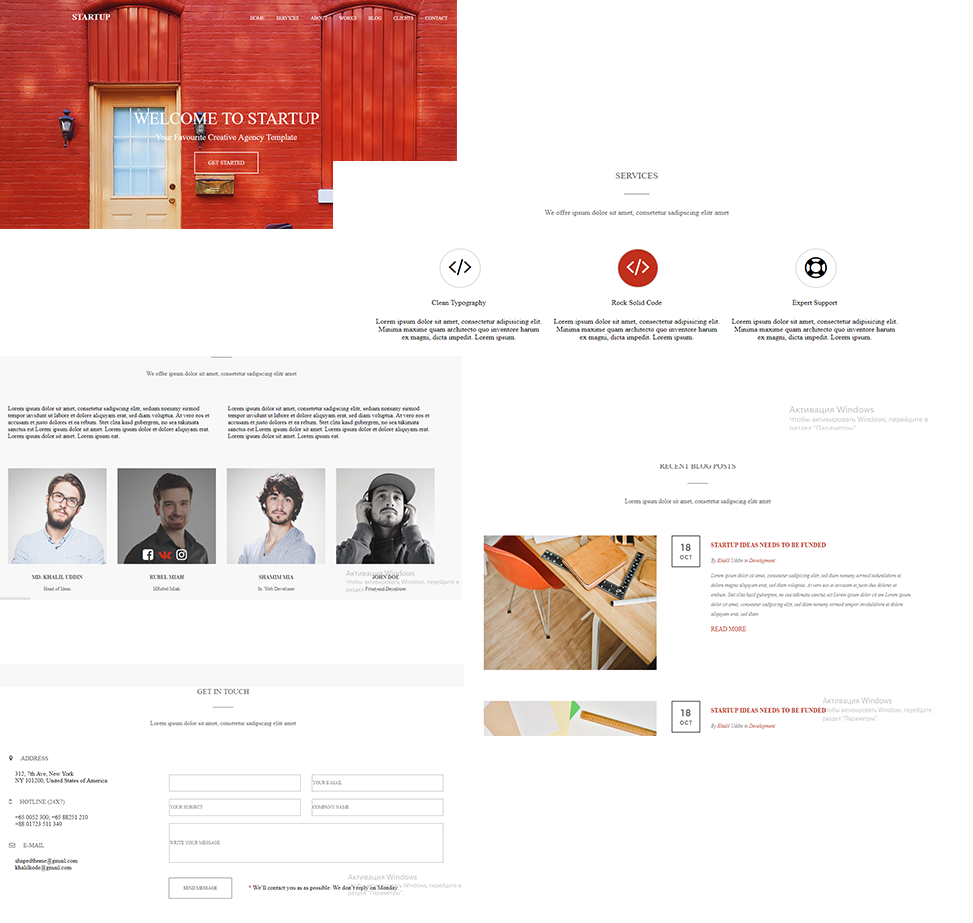 STARTUP
HOME SERVICES ABOUT WORKS BLOG CLIENTS CONTACT
WELCOME TO STARTUP
Your Favourite Creative Agency Template
GET STARTED
SERVICES
We offer ipsum dolor sit amet, consetetur sadipscing elitr amet
Clean Typography
Lorem ipsum dolor sit amet, consectetur adipisicing elit.
Minima maxime quam architecto quo inventore harum
ex magni, dicta impedit. Lorem ipsum.
Rock Solid Code
Lorem ipsum dolor sit amet, consectetur adipisicing elit.
Minima maxime quam architecto quo inventore harum
ex magni, dicta impedit. Lorem ipsum.
Expert Support
Lorem ipsum dolor sit amet, consectetur adipisicing elit.
Minima maxime quam architecto quo inventore harum
ex magni, dicta impedit. Lorem ipsum.
We offer ipsum dolor sit amet, consetetur sadipscing elitr amet
Lorem ipsum dolor sit amet, consetetur sadipscing elitr, sediam nonumy eirmod
tempor invidunt ut labore et dolore aliquyam erat, sed diam voluptua. At vero eos et
accusam et justo dolores et ea rebum. Stet clita kasd gubergren, no sea takimata
sanctus est Lorem ipsum dolor sit amet. Lorem ipsum dolor et dolore aliquyam erat.
Lorem ipsum dolor sit amet. Lorem ipsum eat.
Lorem ipsum dolor sit amet, consetetur sadipscing elitr, sediam nonumy eirmod
tempor invidunt ut labore et dolore aliquyam erat, sed diam voluptua. At vero eos et
accusam et justo dolores et ea rebum. Stet clita kasd gubergren, no sea takimata
sanctus est Lorem ipsum dolor sit amet. Lorem ipsum dolor et dolore aliquyam erat.
Lorem ipsum dolor sit amet. Lorem ipsum eat.
MD. KHALIL UDDIN
Head of Ideas
RUBEL MIAH
HRubel Miah
SHAMIM MIA
Sr. Web Developer
JOHN DOE
Front-end Developer
Активация Windows
Чтобы активировать Windows, перейдите в
раздел "Параметры".
Активация Windows
Чтобы активировать Windows, перейдите в
раздел "Параметры"
RECENT BLOG POSTS
Lorem ipsum dolor sit amet, consetetur sadipscing elitr amet
18
OCT
STARTUP IDEAS NEEDS TO BE FUNDED
By Khalil Uddin in Development
Lorem ipsum dolor sit amet, consetetur sadipscing elitr, sed diam nonumy eirmod temporinfidunt ut
labore et dolore magna aliquyam erat, sed diam voluptua. At vero eos et accusam et justo duo dolores et
ea rebum. Stet clita kasd gubergren, no sea takimata sanctus est Lorem ipsum dolor sit amet. Lorem ipsum
dolor sit amet, consetetur sadipscing elitr, sed diam nonumy eirmod tempor invidulabore et dolore
aliquyam erat, sed diam
READ MORE
18
OCT
STARTUP IDEAS NEEDS TO BE FUNDED
By Khalil Uddin in Development
Активация Windows
Чтобы активировать Windows, перейдите в
раздел "Параметры".
GET IN TOUCH
Lorem ipsum dolor sit amet, consetetur sadipscing elitr amet
ADDRESS
312, 7th Ave, New York
NY 101200, United States of America
HOTLINE (24X7)
+65 0052 300, +65 88251 210
+88 01723 511 340
E-MAIL
shapedtheme@gmail.com
khalilkode@gmail.com
YOUR E-MAIL
YOUR SUBJECT
COMPANY NAME
WRITE YOUR MESSAGE
SEND MESSAGE
* We'll contact you as as possible. We don't reply on Monday.
Активация Windows
Чтобы активировать Windows, перейдите в
раздел "Параметры".